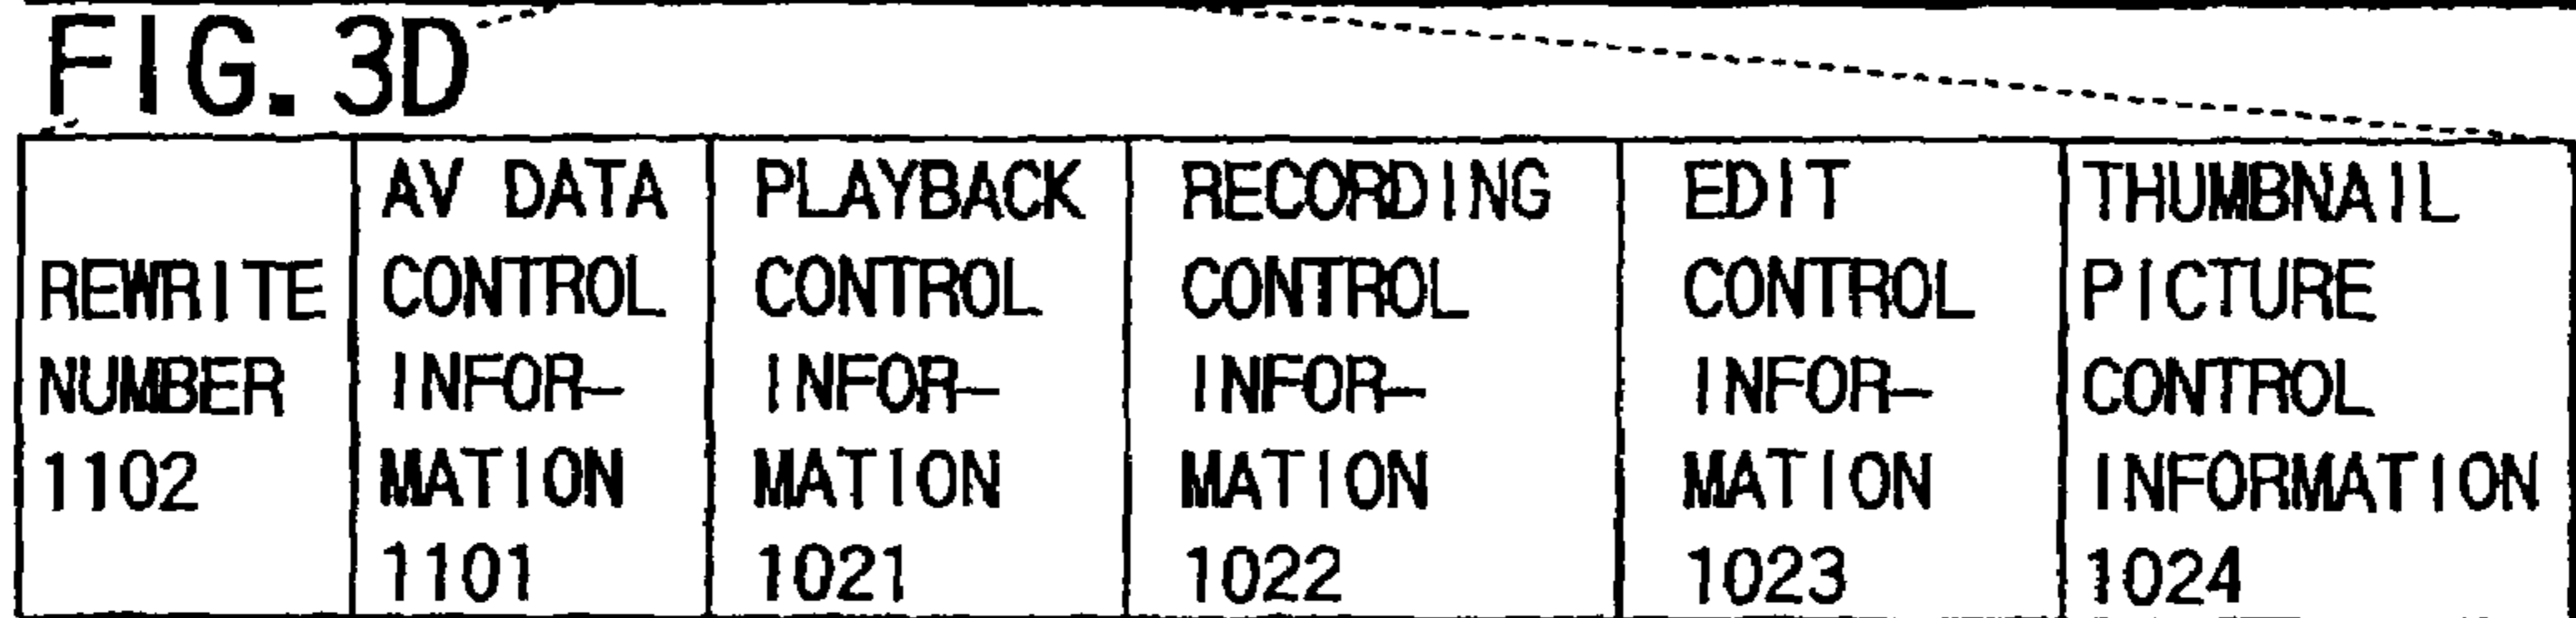 FIG. 3D
REWRITE
NUMBER
1102
AV DATA
CONTROL
INFOR-
MATION
1101
PLAYBACK
CONTROL
INFOR-
MATION
1021
RECORDING
CONTROL
INFOR-
MATION
1022
EDIT
CONTROL
INFOR-
MATION
1023
THUMBNAIL
PICTURE
CONTROL
INFORMATION
1024